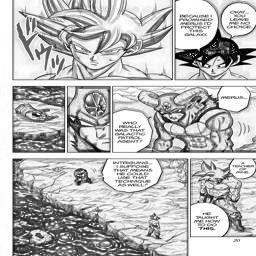 OKAY...
YOU
LEAVE
ME NO
CHOICE.
BECAUSE I
PROMISED
MERUS TO
PROTECT
THIS
GALAXY.
MERUS...
WHO
REALLY
WAS THAT
GALACTIC
PATROL
AGENT?
INTRIGUING...
I SUPPOSE
THAT MEANS
HE COULD
USE THAT
TECHNIQUE
AS WELL?
A
TEACHER
OF
MINE.
HE
TAUGHT
ME HOW
TO DO
THIS.
20